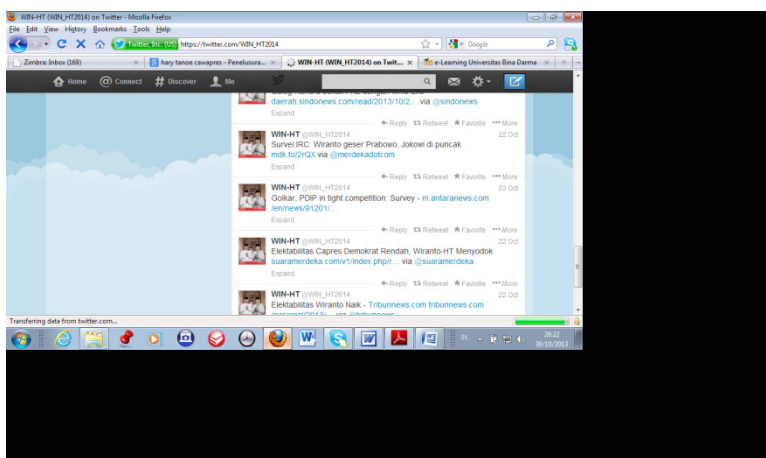 WIN-HT (WIN_HT2014) on Twitter - Mozilla Firefox
File Edit View History Bookmarks Tools Help
Twitter, Inc. (US) https://twitter.com/WIN_HT2014 Google
Zimbra: Inbox (169) hary tanoe cawapres - Penelusura... WIN-HT (WIN_HT2014) on Twit... e-Learning Universitas Bina Darma
Home Connect Discover Me
daerah.sindonews.com/read/2013/10/2... via @sindonews
Expand
Reply Retweet Favorite More
WIN-HT @WIN_HT2014 22 Oct
Survei IRC: Wiranto geser Prabowo, Jokowi di puncak
mdk.to/2rQX via @merdekadotcom
Expand
Reply Retweet Favorite More
WIN-HT @WIN_HT2014 22 Oct
Golkar, PDIP in tight competition: Survey - m.antaranews.com
/en/news/91201/...
Expand
Reply Retweet Favorite More
WIN-HT @WIN_HT2014 22 Oct
Elektabilitas Capres Demokrat Rendah, Wiranto-HT Menyodok
suaramerdeka.com/v1/index.php/r... via @suaramerdeka
Expand
Reply Retweet Favorite More
WIN-HT @WIN_HT2014 22 Oct
Elektabilitas Wiranto Naik - Tribunnews.com tribunnews.com
/nasional/2013/... via @tribunnews
Transferring data from twitter.com...
IN 20:22
30/10/2013